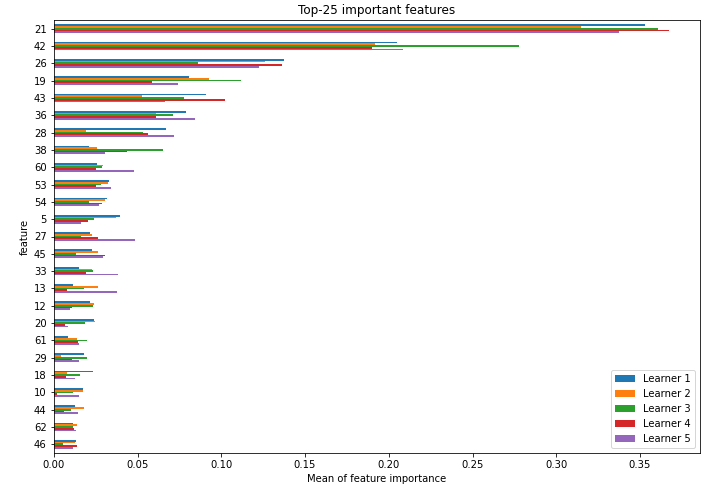 Top-25 important features
21
42
26
19
43
36
28
38
60
53
54
5
27
45
33
13
12
20
61
29
18
10
44
62
46
feature
Learner 1
Learner 2
Learner 3
Learner 4
Learner 5
0.00 0.05 0.10 0.15 0.20 0.25 0.30 0.35
Mean of feature importance